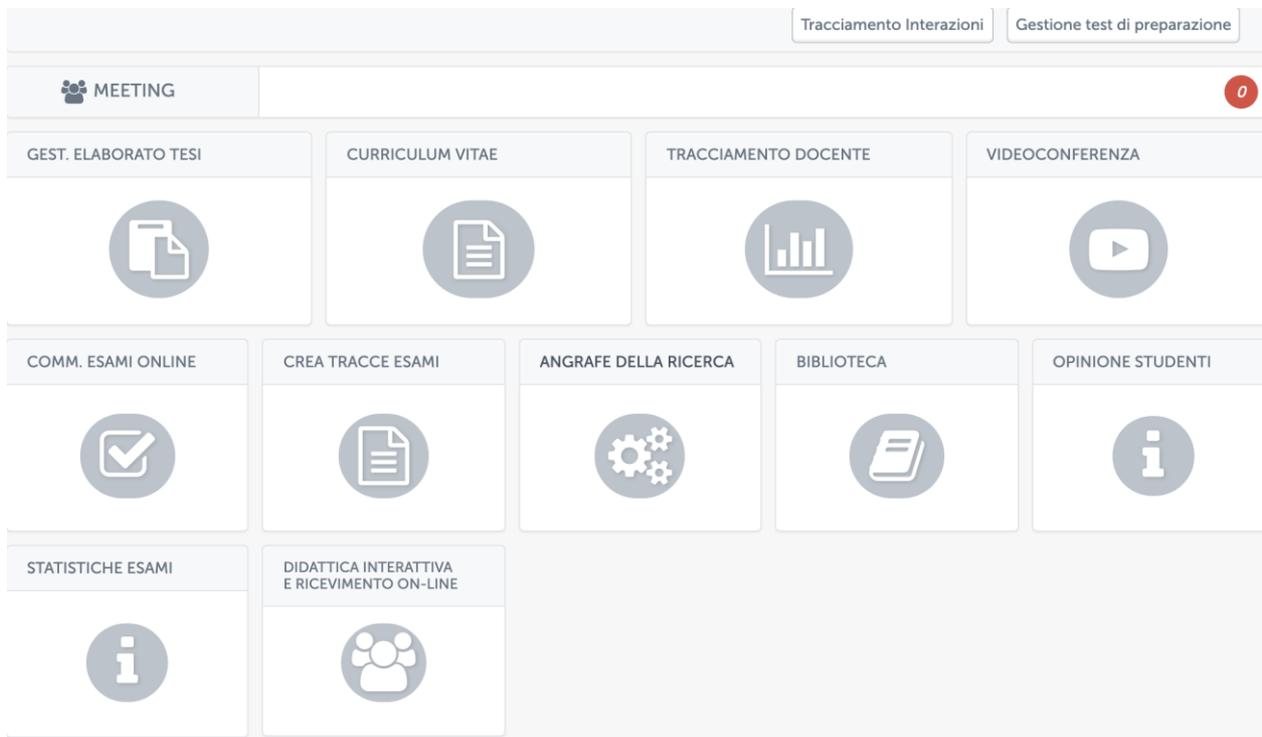 Tracciamento Interazioni
Gestione test di preparazione
MEETING
0
GEST. ELABORATO TESI
CURRICULUM VITAE
TRACCIAMENTO DOCENTE
VIDEOCONFERENZA
COMM. ESAMI ONLINE
CREA TRACCE ESAMI
ANGRAFE DELLA RICERCA
BIBLIOTECA
OPINIONE STUDENTI
STATISTICHE ESAMI
DIDATTICA INTERATTIVA
E RICEVIMENTO ON-LINE